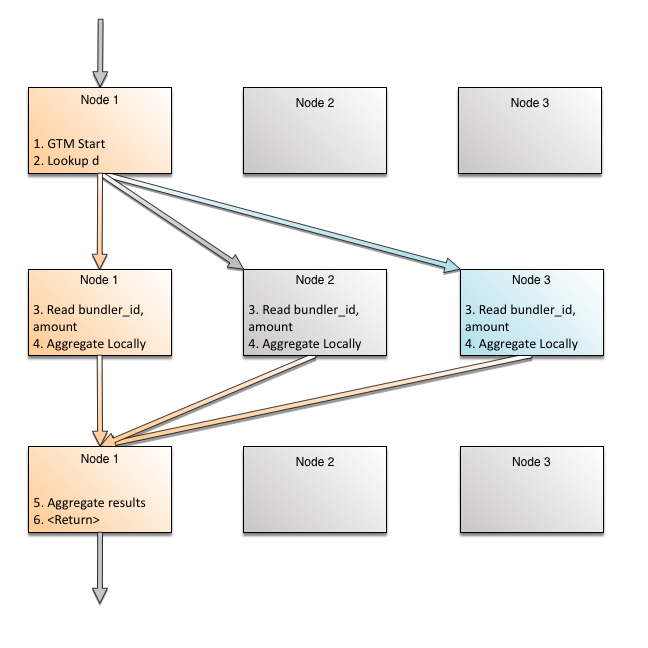 Node 1
1. GTM Start
2. Lookup d
Node 2
Node 3
Node 1
3. Read bundler_id,
amount
4. Aggregate Locally
Node 2
3. Read bundler_id,
amount
4. Aggregate Locally
Node 3
3. Read bundler_id,
amount
4. Aggregate Locally
Node 1
5. Aggregate results
6. <Return>
Node 2
Node 3